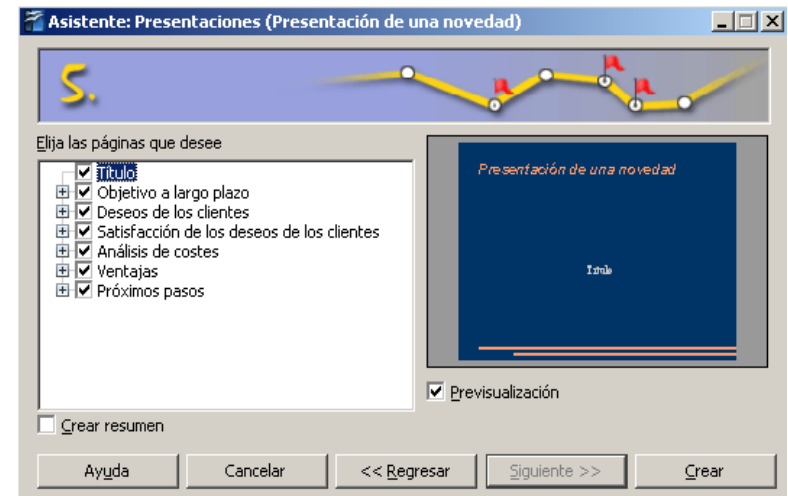 Asistente: Presentaciones (Presentación de una novedad)
5.
Elija las páginas que desee
Título
Objetivo a largo plazo
Deseos de los clientes
Satisfacción de los deseos de los clientes
Análisis de costes
Ventajas
Próximos pasos
Presentación de una novedad
Título
Previsualización
Crear resumen
Ayuda
Cancelar
<< Regresar
Siguiente >>
Crear